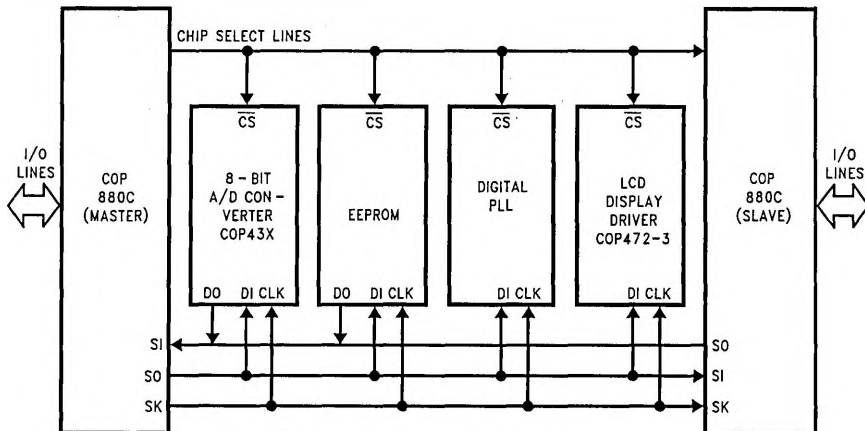 CHIP SELECT LINES
CS
CS
CS
CS
I/O
LINES
COP
880C
(MASTER)
8 - BIT
A/D CON -
VERTER
COP43X
EEPROM
DIGITAL
PLL
LCD
DISPLAY
DRIVER
COP472-3
COP
880C
(SLAVE)
I/O
LINES
DO DI CLK
DO DI CLK
DI CLK
DI CLK
SI
SO
SO
SI
SK
SK